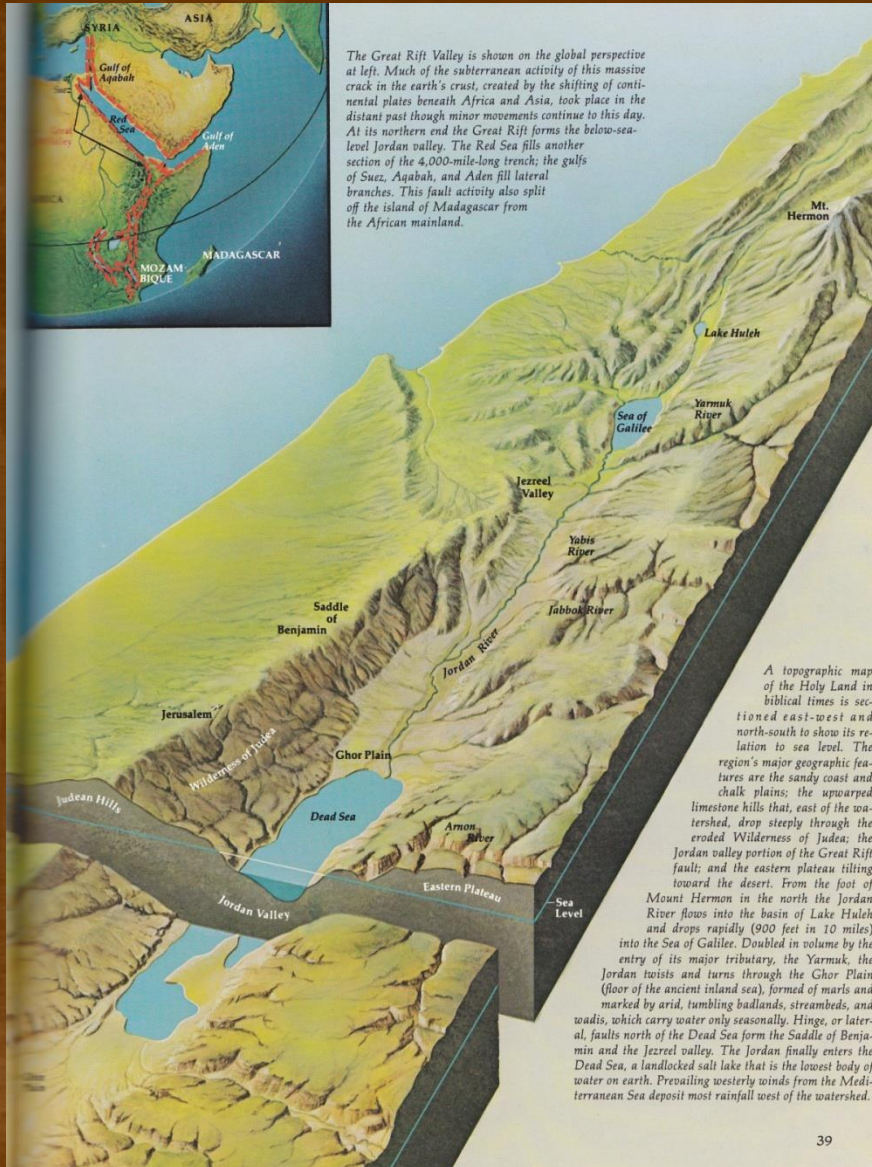 ASIA
SYRIA
Gulf of
Aqabah
Suez
Red
Sea
Great
Gulf of
Aden
MOZAM-
BIQUE
MADAGASCAR
The Great Rift Valley is shown on the global perspective
at left. Much of the subterranean activity of this massive
crack in the earth's crust, created by the shifting of conti-
nental plates beneath Africa and Asia, took place in the
distant past though minor movements continue to this day.
At its northern end the Great Rift forms the below-sea-
level Jordan valley. The Red Sea fills another
section of the 4,000-mile-long trench; the gulfs
of Suez, Aqabah, and Aden fill lateral
branches. This fault activity also split
off the island of Madagascar from
the African mainland.
Mt.
Hermon
Lake Huleh
Sea of
Galilee
Yarmuk
River
Jezreel
Valley
Yabis
River
Jabbok River
Saddle
of
Benjamin
Jordan River
Jerusalem
Wilderness of Judea
Ghor Plain
Judean Hills
Dead Sea
Arnon
River
Eastern Plateau
Jordan Valley
Sea
Level
A topographic map
of the Holy Land in
biblical times is sec-
tioned east-west and
north-south to show its re-
lation to sea level. The
region's major geographic fea-
tures are the sandy coast and
chalk plains; the upwarped
limestone hills that, east of the wa-
tershed, drop steeply through the
eroded Wilderness of Judea; the
Jordan valley portion of the Great Rift
fault; and the eastern plateau tilting
toward the desert. From the foot of
Mount Hermon in the north the Jordan
River flows into the basin of Lake Huleh
and drops rapidly (900 feet in 10 miles)
into the Sea of Galilee. Doubled in volume by the
entry of its major tributary, the Yarmuk, the
Jordan twists and turns through the Ghor Plain
(floor of the ancient inland sea), formed of marls and
marked by arid, tumbling badlands, streambeds, and
wadis, which carry water only seasonally. Hinge, or later-
al, faults north of the Dead Sea form the Saddle of Benja-
min and the Jezreel valley. The Jordan finally enters the
Dead Sea, a landlocked salt lake that is the lowest body of
water on earth. Prevailing westerly winds from the Medi-
terranean Sea deposit most rainfall west of the watershed.
39